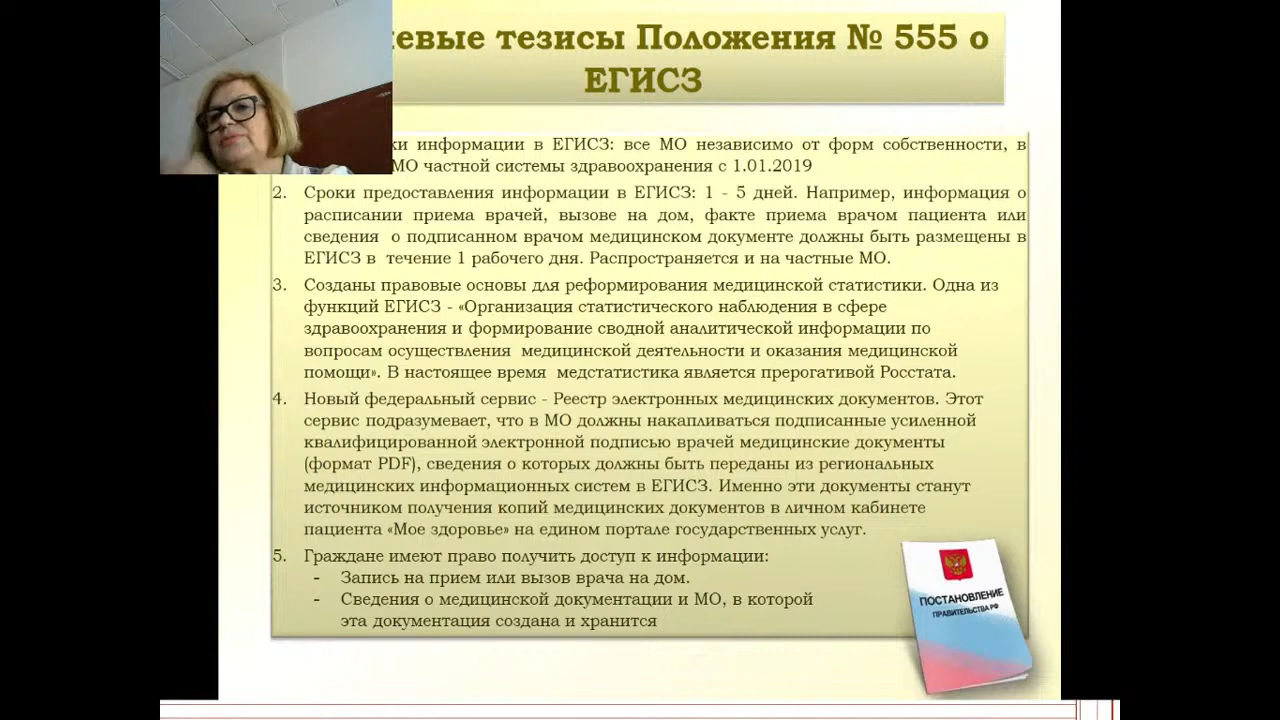 евые тезисы Положения № 555 о
ЕГИСЗ
информации в ЕГИСЗ: все МО независимо от форм собственности, в
МО частной системы здравоохранения с 1.01.2019
2. Сроки предоставления информации в ЕГИСЗ: 1 - 5 дней. Например, информация о
расписании приема врачей, вызове на дом, факте приема врачом пациента или
сведения о подписанном врачом медицинском документе должны быть размещены в
ЕГИСЗ в течение 1 рабочего дня. Распространяется и на частные МО.
3. Созданы правовые основы для реформирования медицинской статистики. Одна из
функций ЕГИСЗ - «Организация статистического наблюдения в сфере
здравоохранения и формирование сводной аналитической информации по
вопросам осуществления медицинской деятельности и оказания медицинской
помощи». В настоящее время медстатистика является прерогативой Росстата.
4. Новый федеральный сервис - Реестр электронных медицинских документов. Этот
сервис подразумевает, что в МО должны накапливаться подписанные усиленной
квалифицированной электронной подписью врачей медицинские документы
(формат PDF), сведения о которых должны быть переданы из региональных
медицинских информационных систем в ЕГИСЗ. Именно эти документы станут
источником получения копий медицинских документов в личном кабинете
пациента «Мое здоровье» на едином портале государственных услуг.
5. Граждане имеют право получить доступ к информации:
- Запись на прием или вызов врача на дом.
- Сведения о медицинской документации и МО, в которой
эта документация создана и хранится
ПОСТАНОВЛЕНИЕ
ПРАВИТЕЛЬСТВА РФ